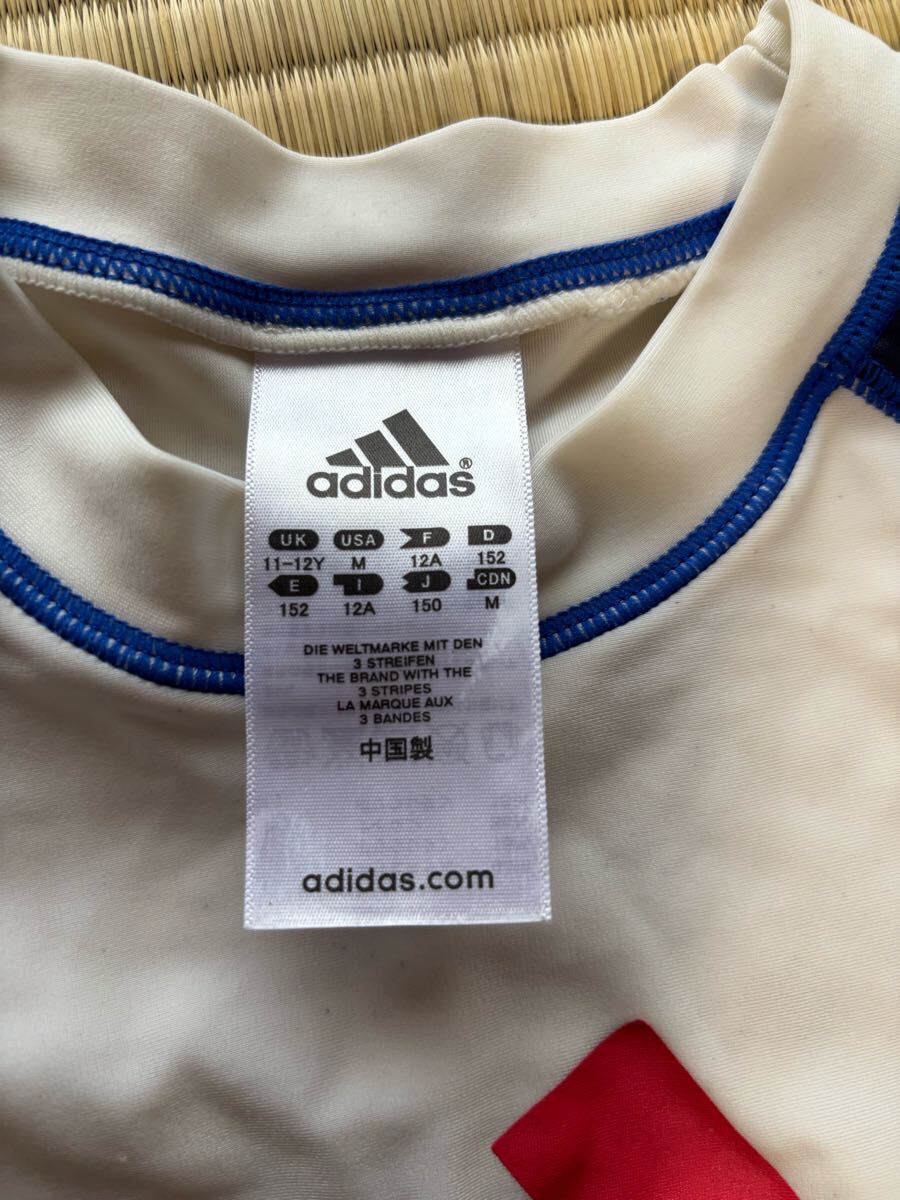 adidas®
UK USA F D
11-12Y M 12A 152
E I J CDN
152 12A 150 M
DIE WELTMARKE MIT DEN
3 STREIFEN
THE BRAND WITH THE
3 STRIPES
LA MARQUE AUX
3 BANDES
中国製
adidas.com